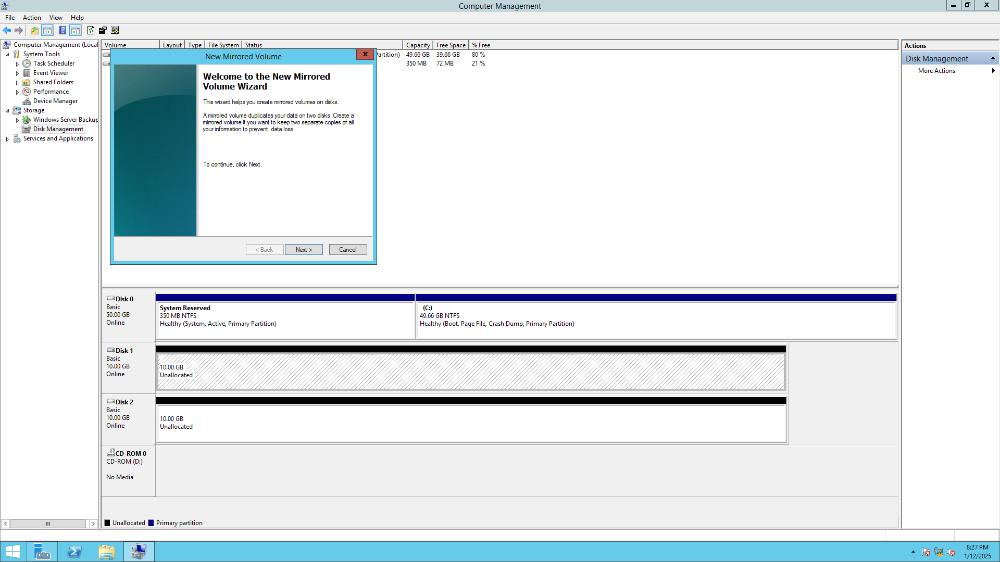 Computer Management
File Action View Help
Computer Management (Local
System Tools
Task Scheduler
Event Viewer
Shared Folders
Performance
Device Manager
Storage
Windows Server Backup
Disk Management
Services and Applications
Volume Layout Type File System Status Capacity Free Space % Free
artition) 49.66 GB 39.66 GB 80 %
350 MB 72 MB 21 %
New Mirrored Volume
Welcome to the New Mirrored
Volume Wizard
This wizard helps you create mirrored volumes on disks.
A mirrored volume duplicates your data on two disks. Create a
mirrored volume if you want to keep two separate copies of all
your information to prevent data loss.
To continue, click Next.
< Back Next > Cancel
Actions
Disk Management
More Actions
Disk 0
Basic
50.00 GB
Online
System Reserved
350 MB NTFS
Healthy (System, Active, Primary Partition)
(C:)
49.66 GB NTFS
Healthy (Boot, Page File, Crash Dump, Primary Partition)
Disk 1
Basic
10.00 GB
Online
10.00 GB
Unallocated
Disk 2
Basic
10.00 GB
Online
10.00 GB
Unallocated
CD-ROM 0
CD-ROM (D:)
No Media
Unallocated Primary partition
8:27 PM
1/12/2025